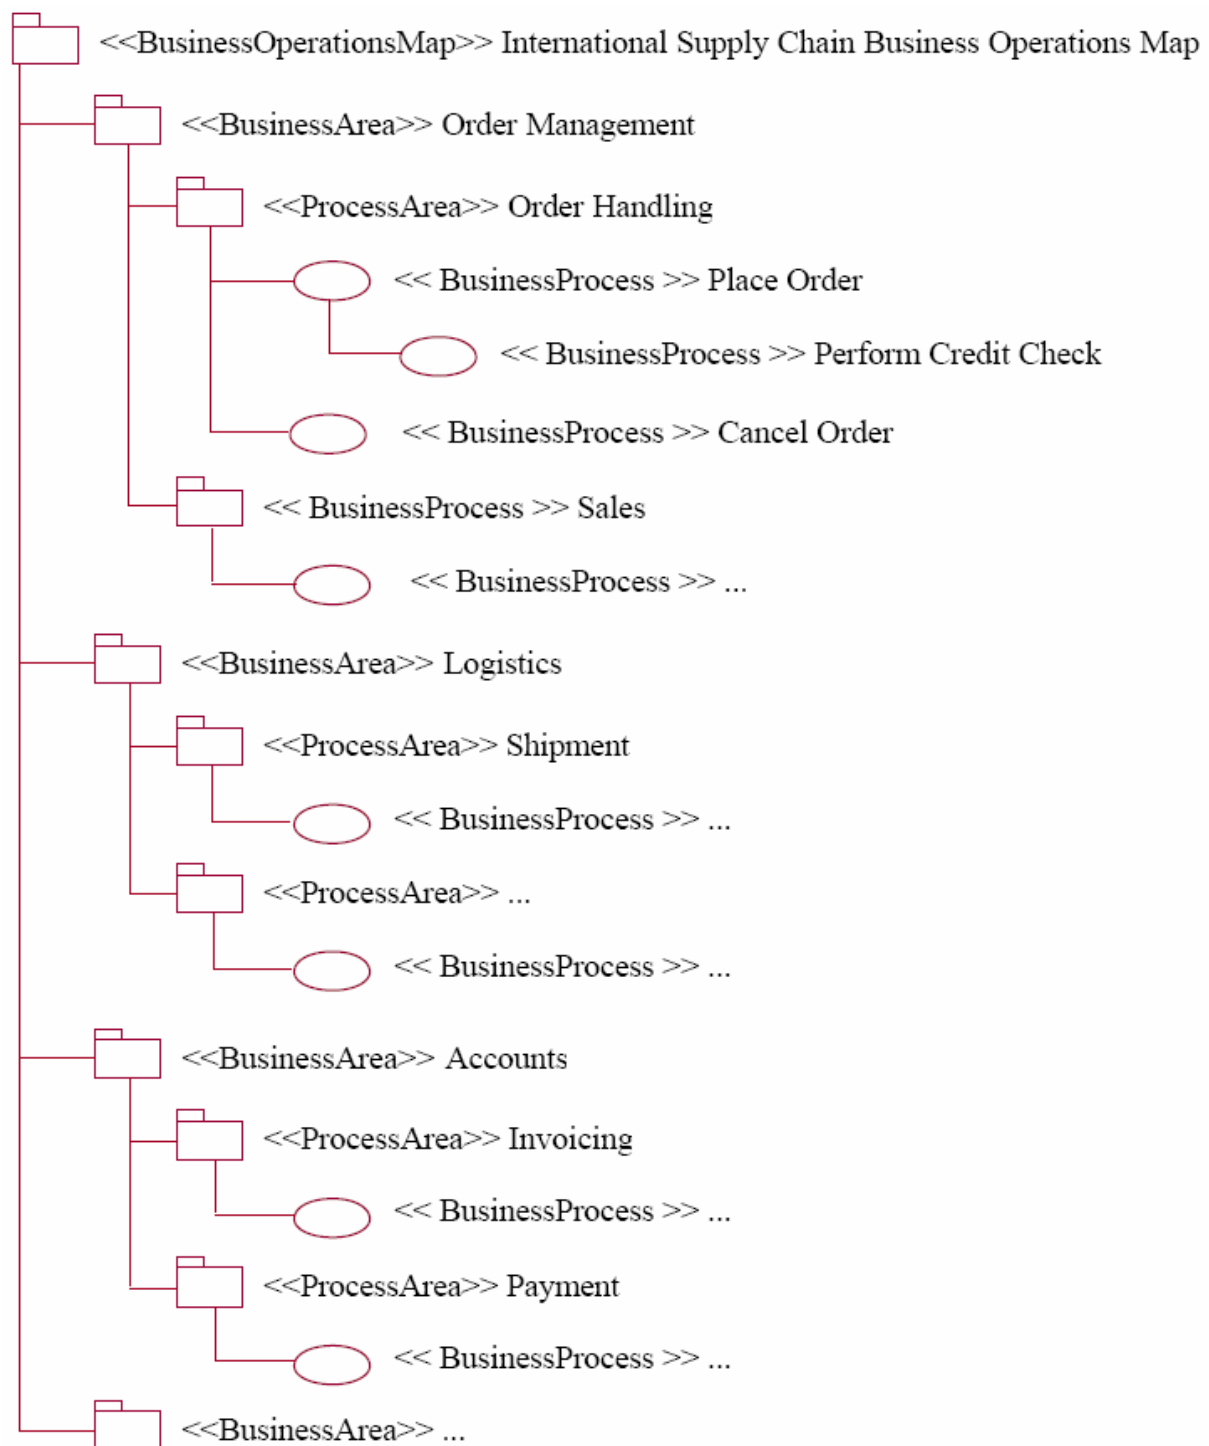 <<BusinessOperationsMap>> International Supply Chain Business Operations Map
<<BusinessArea>> Order Management
<<ProcessArea>> Order Handling
<< BusinessProcess >> Place Order
<< BusinessProcess >> Perform Credit Check
<< BusinessProcess >> Cancel Order
<< BusinessProcess >> Sales
<< BusinessProcess >> ...
<<BusinessArea>> Logistics
<<ProcessArea>> Shipment
<< BusinessProcess >> ...
<<ProcessArea>> ...
<< BusinessProcess >> ...
<<BusinessArea>> Accounts
<<ProcessArea>> Invoicing
<< BusinessProcess >> ...
<<ProcessArea>> Payment
<< BusinessProcess >> ...
<<BusinessArea>> ...